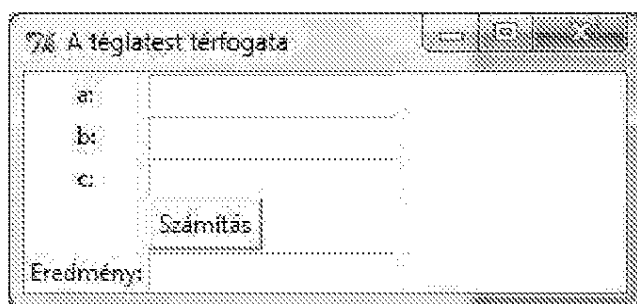 A téglatest térfogata
a:
b:
c:
Számítás
Eredmény: